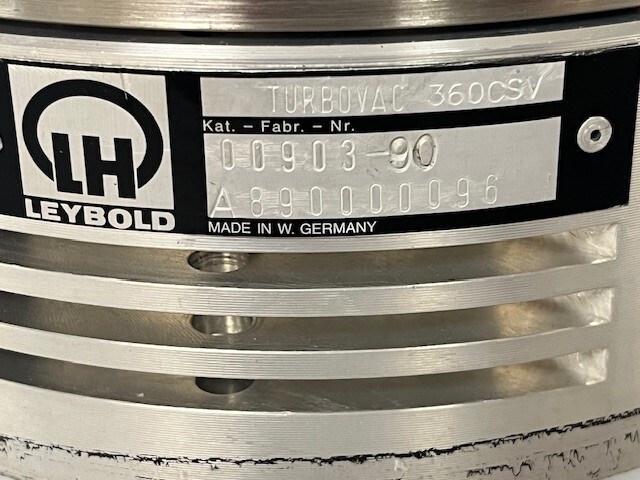 LH
LEYBOLD
TURBOVAC 360CSV
Kat. - Fabr. - Nr.
00903-90
A890000096
MADE IN W. GERMANY